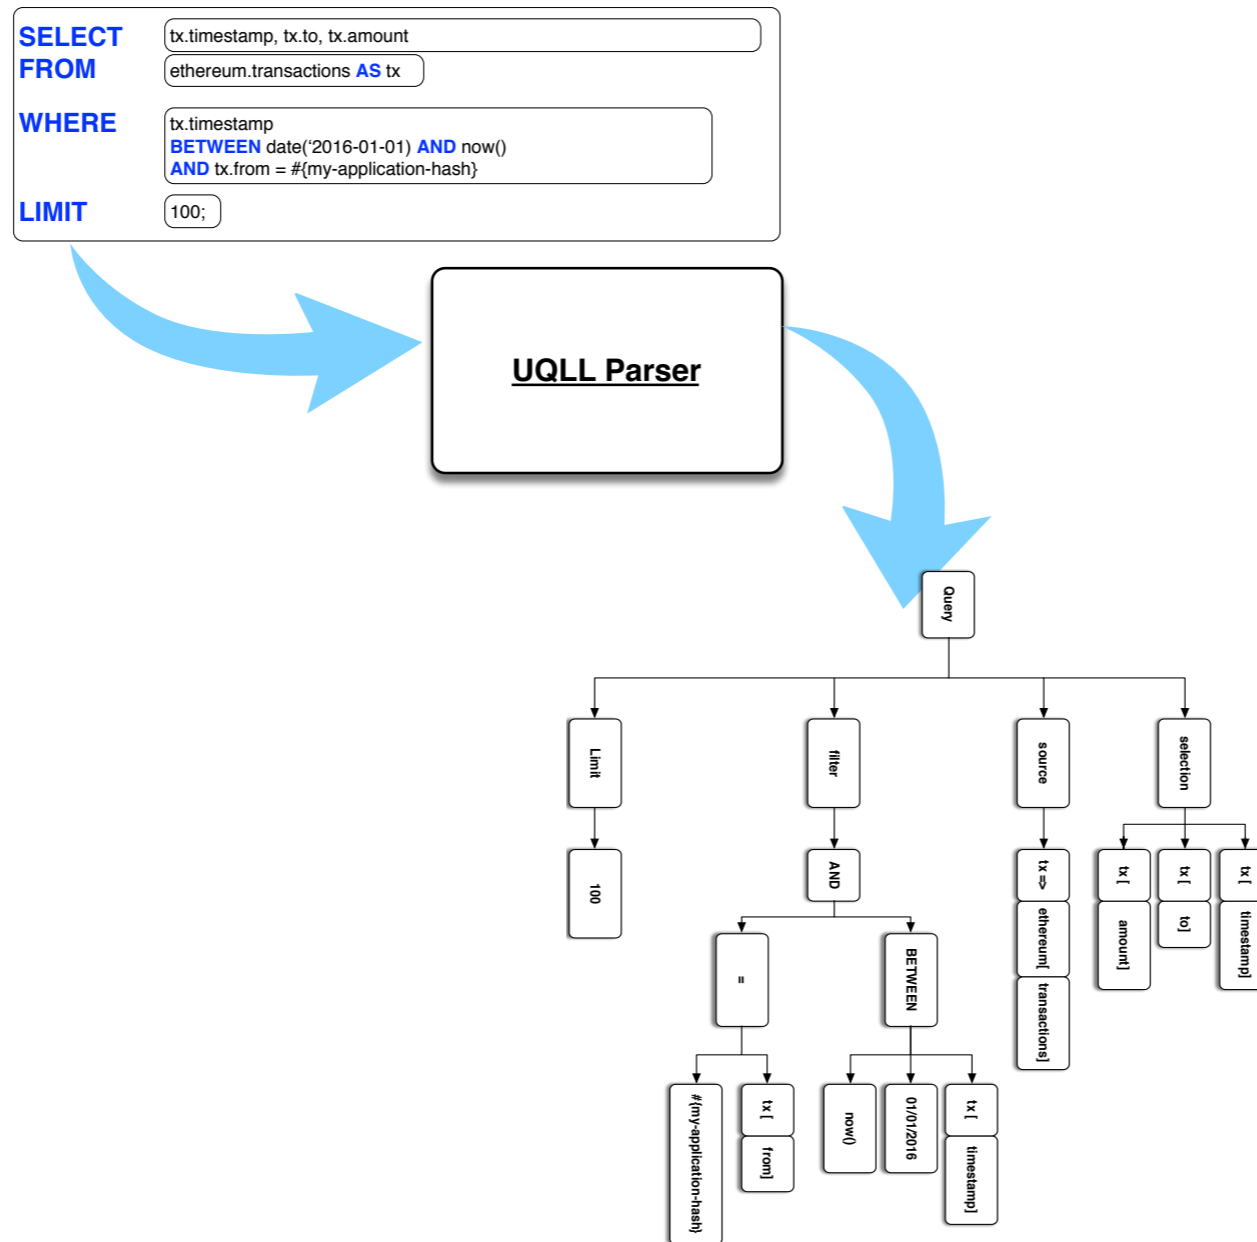 SELECT tx.timestamp, tx.to, tx.amount
FROM ethereum.transactions AS tx
WHERE tx.timestamp
BETWEEN date(‘2016-01-01) AND now()
AND tx.from = #{my-application-hash}
LIMIT 100;
UQLL Parser
Query
Limit
filter
source
selection
100
AND
tx =>
ethereum[
transactions]
tx [
amount]
tx [
to]
tx [
timestamp]
=
BETWEEN
#{my-application-hash}
tx [
from]
now()
01/01/2016
tx [
timestamp]